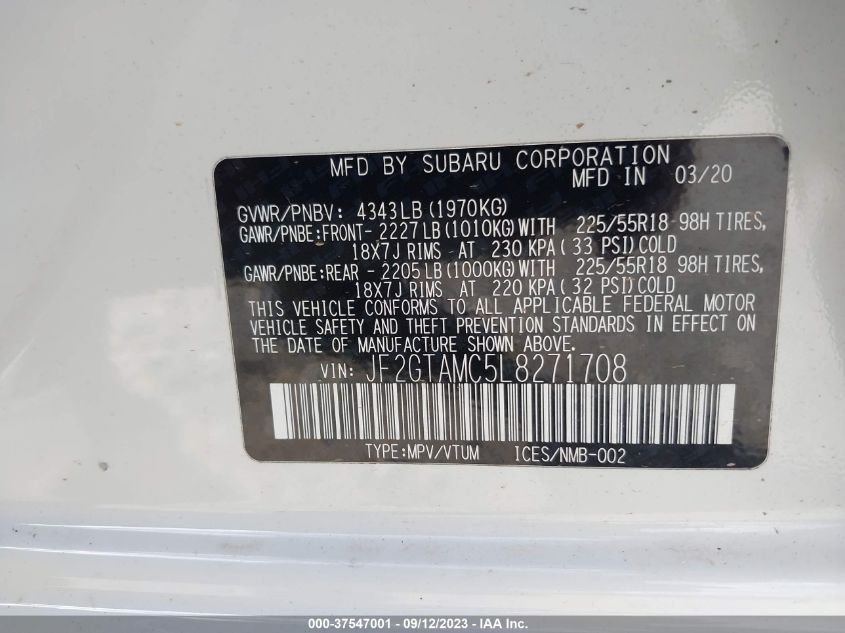 MFD BY SUBARU CORPORATION
MFD IN 03/20
GVWR/PNBV: 4343LB (1970KG)
GAWR/PNBE:FRONT- 2227LB (1010KG)WITH 225/55R18 98H TIRES,
18X7J RIMS AT 230 KPA ( 33 PSI)COLD
GAWR/PNBE:REAR - 2205LB (1000KG)WITH 225/55R18 98H TIRES,
18X7J RIMS AT 220 KPA ( 32 PSI)COLD
THIS VEHICLE CONFORMS TO ALL APPLICABLE FEDERAL MOTOR
VEHICLE SAFETY AND THEFT PREVENTION STANDARDS IN EFFECT ON
THE DATE OF MANUFACTURE SHOWN ABOVE.
VIN: JF2GTAMC5L8271708
TYPE:MPV/VTUM ICES/NMB-002
000-37547001 - 09/12/2023 - IAA Inc.